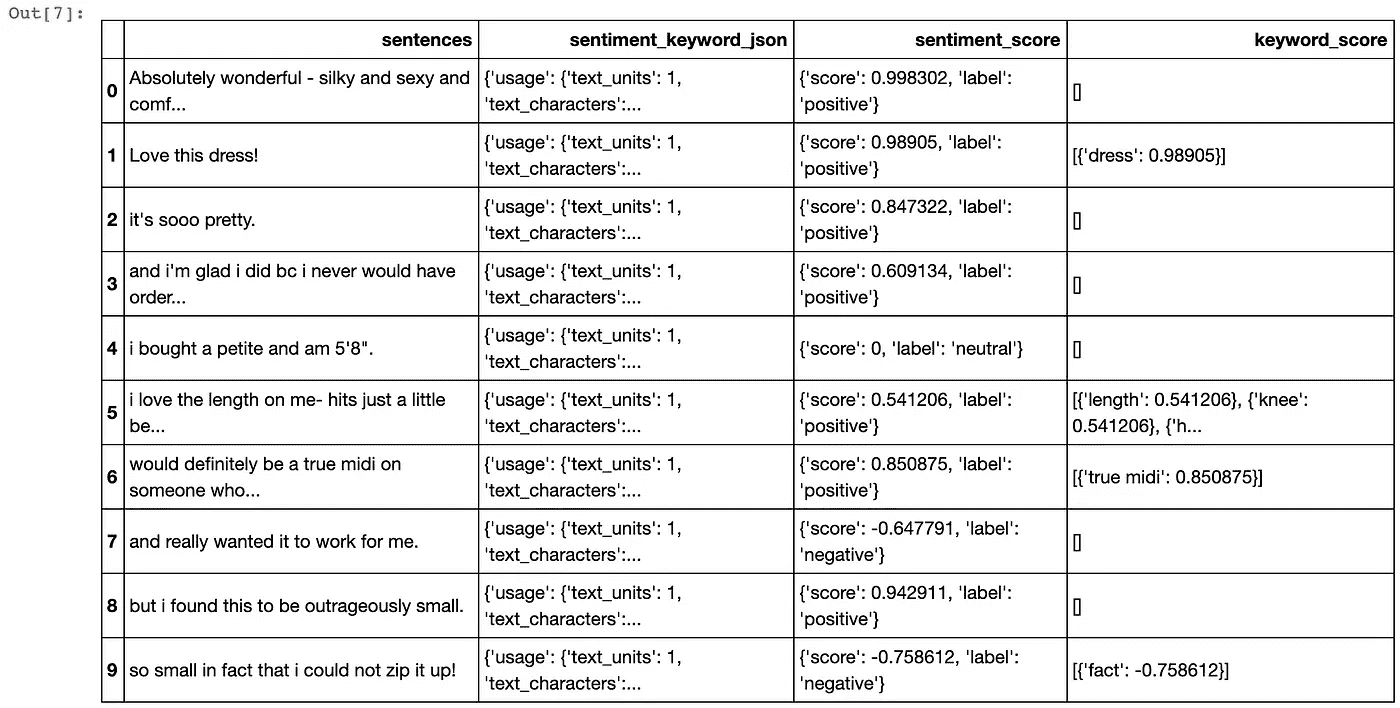 Out[7]:
sentences sentiment_keyword_json sentiment_score keyword_score
0 Absolutely wonderful - silky and sexy and comf... {'usage': {'text_units': 1, 'text_characters':... {'score': 0.998302, 'label': 'positive'} []
1 Love this dress! {'usage': {'text_units': 1, 'text_characters':... {'score': 0.98905, 'label': 'positive'} [{'dress': 0.98905}]
2 it's sooo pretty. {'usage': {'text_units': 1, 'text_characters':... {'score': 0.847322, 'label': 'positive'} []
3 and i'm glad i did bc i never would have order... {'usage': {'text_units': 1, 'text_characters':... {'score': 0.609134, 'label': 'positive'} []
4 i bought a petite and am 5'8". {'usage': {'text_units': 1, 'text_characters':... {'score': 0, 'label': 'neutral'} []
5 i love the length on me- hits just a little be... {'usage': {'text_units': 1, 'text_characters':... {'score': 0.541206, 'label': 'positive'} [{'length': 0.541206}, {'knee': 0.541206}, {'h...
6 would definitely be a true midi on someone who... {'usage': {'text_units': 1, 'text_characters':... {'score': 0.850875, 'label': 'positive'} [{'true midi': 0.850875}]
7 and really wanted it to work for me. {'usage': {'text_units': 1, 'text_characters':... {'score': -0.647791, 'label': 'negative'} []
8 but i found this to be outrageously small. {'usage': {'text_units': 1, 'text_characters':... {'score': 0.942911, 'label': 'positive'} []
9 so small in fact that i could not zip it up! {'usage': {'text_units': 1, 'text_characters':... {'score': -0.758612, 'label': 'negative'} [{'fact': -0.758612}]